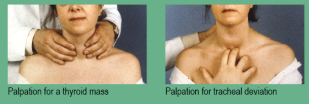 Palpation for a thyroid mass
Palpation for tracheal deviation